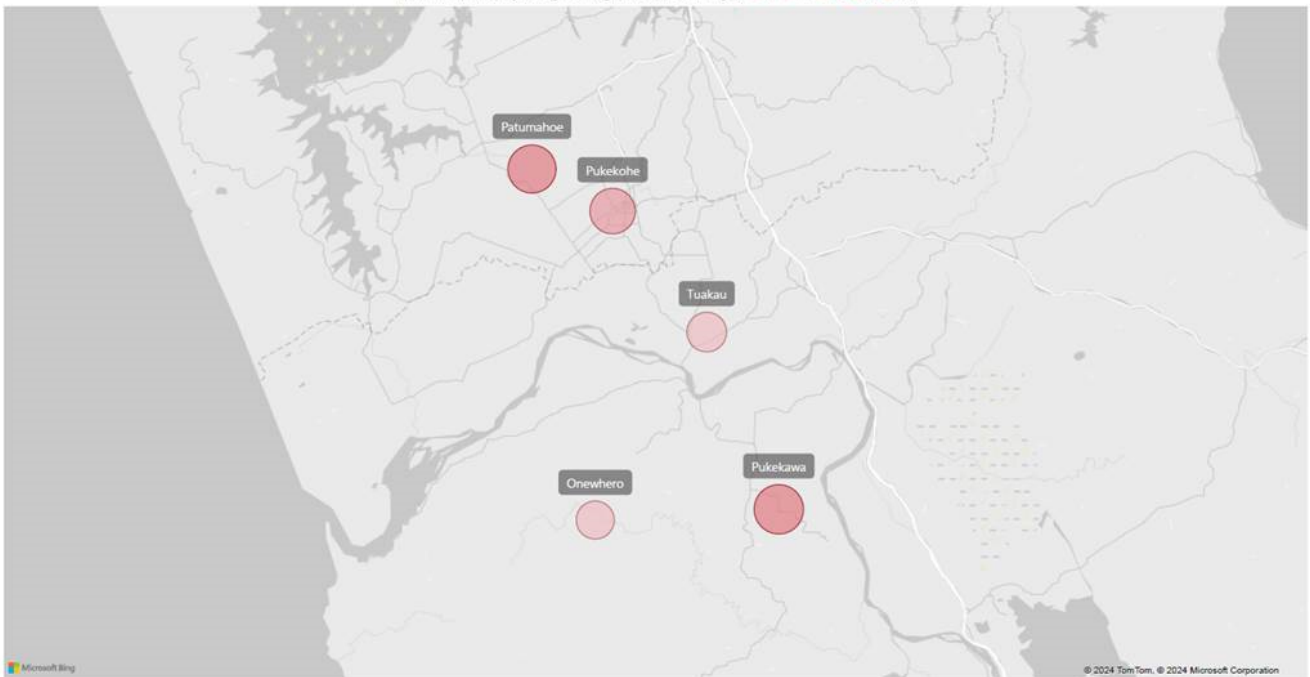 Patumahoe
Pukekohe
Tuakau
Pukekawa
Onewhero
Microsoft Bing
© 2024 TomTom, © 2024 Microsoft Corporation